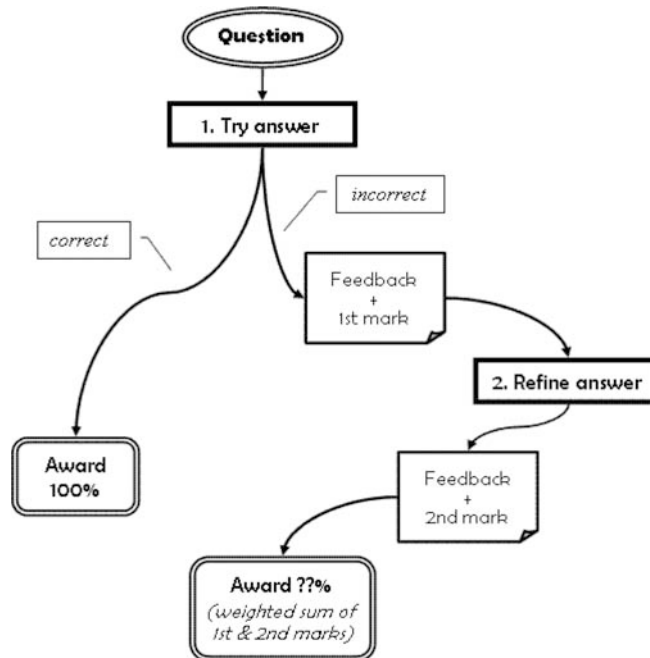 Question
1. Try answer
incorrect
correct
Feedback
+
1st mark
2. Refine answer
Award
100%
Feedback
+
2nd mark
Award ??%
(weighted sum of
1st & 2nd marks)